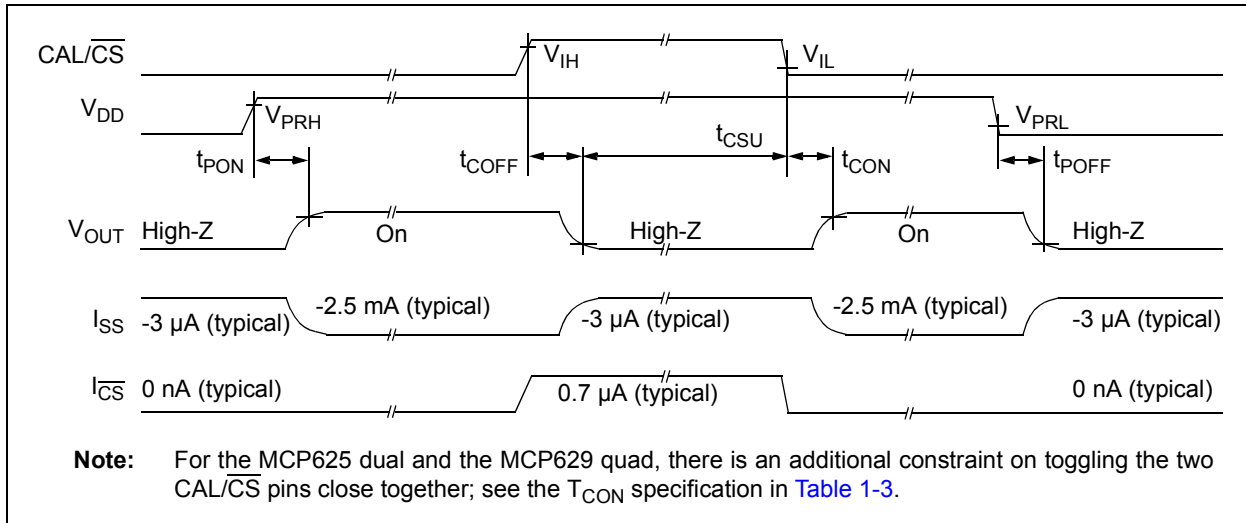 CAL/CS
V_IH
V_IL
V_DD
V_PRH
V_PRL
t_PON
t_COFF
t_CSU
t_CON
t_POFF
V_OUT
High-Z
On
High-Z
On
High-Z
I_SS
-3 µA (typical)
-2.5 mA (typical)
-3 µA (typical)
-2.5 mA (typical)
-3 µA (typical)
I_CS
0 nA (typical)
0.7 µA (typical)
0 nA (typical)
Note: For the MCP625 dual and the MCP629 quad, there is an additional constraint on toggling the two
CAL/CS pins close together; see the T_CON specification in Table 1-3.